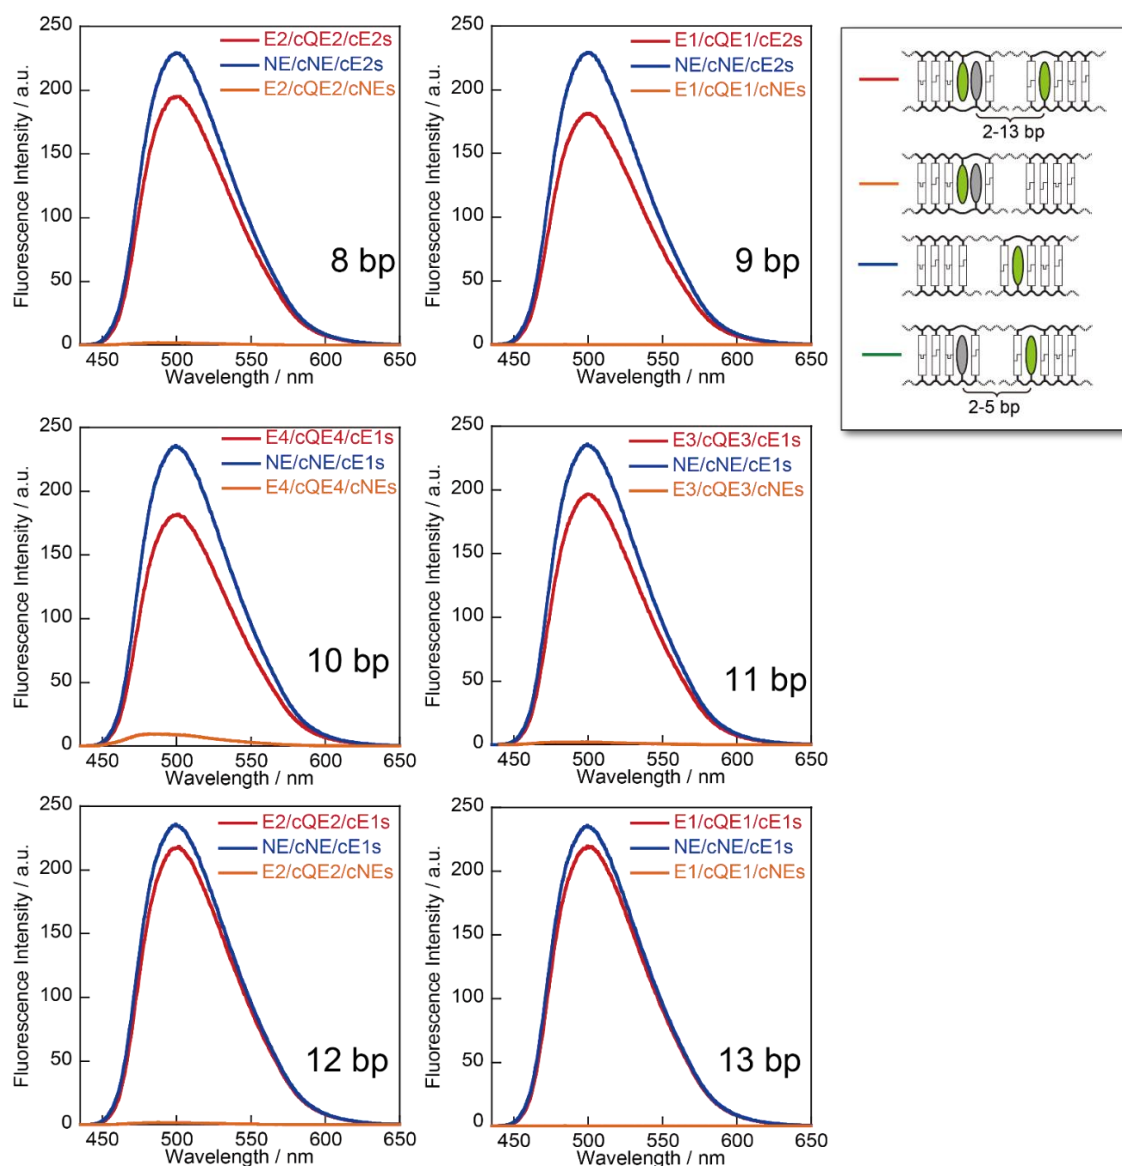 250
200
150
100
50
0
Fluorescence Intensity / a.u.
E2/cQE2/cE2s
NE/cNE/cE2s
E2/cQE2/cNEs
8 bp
450 500 550 600 650
Wavelength / nm
250
200
150
100
50
0
Fluorescence Intensity / a.u.
E1/cQE1/cE2s
NE/cNE/cE2s
E1/cQE1/cNEs
9 bp
450 500 550 600 650
Wavelength / nm
2-13 bp
2-5 bp
250
200
150
100
50
0
Fluorescence Intensity / a.u.
E4/cQE4/cE1s
NE/cNE/cE1s
E4/cQE4/cNEs
10 bp
450 500 550 600 650
Wavelength / nm
250
200
150
100
50
0
Fluorescence Intensity / a.u.
E3/cQE3/cE1s
NE/cNE/cE1s
E3/cQE3/cNEs
11 bp
450 500 550 600 650
Wavelength / nm
250
200
150
100
50
0
Fluorescence Intensity / a.u.
E2/cQE2/cE1s
NE/cNE/cE1s
E2/cQE2/cNEs
12 bp
450 500 550 600 650
Wavelength / nm
250
200
150
100
50
0
Fluorescence Intensity / a.u.
E1/cQE1/cE1s
NE/cNE/cE1s
E1/cQE1/cNEs
13 bp
450 500 550 600 650
Wavelength / nm